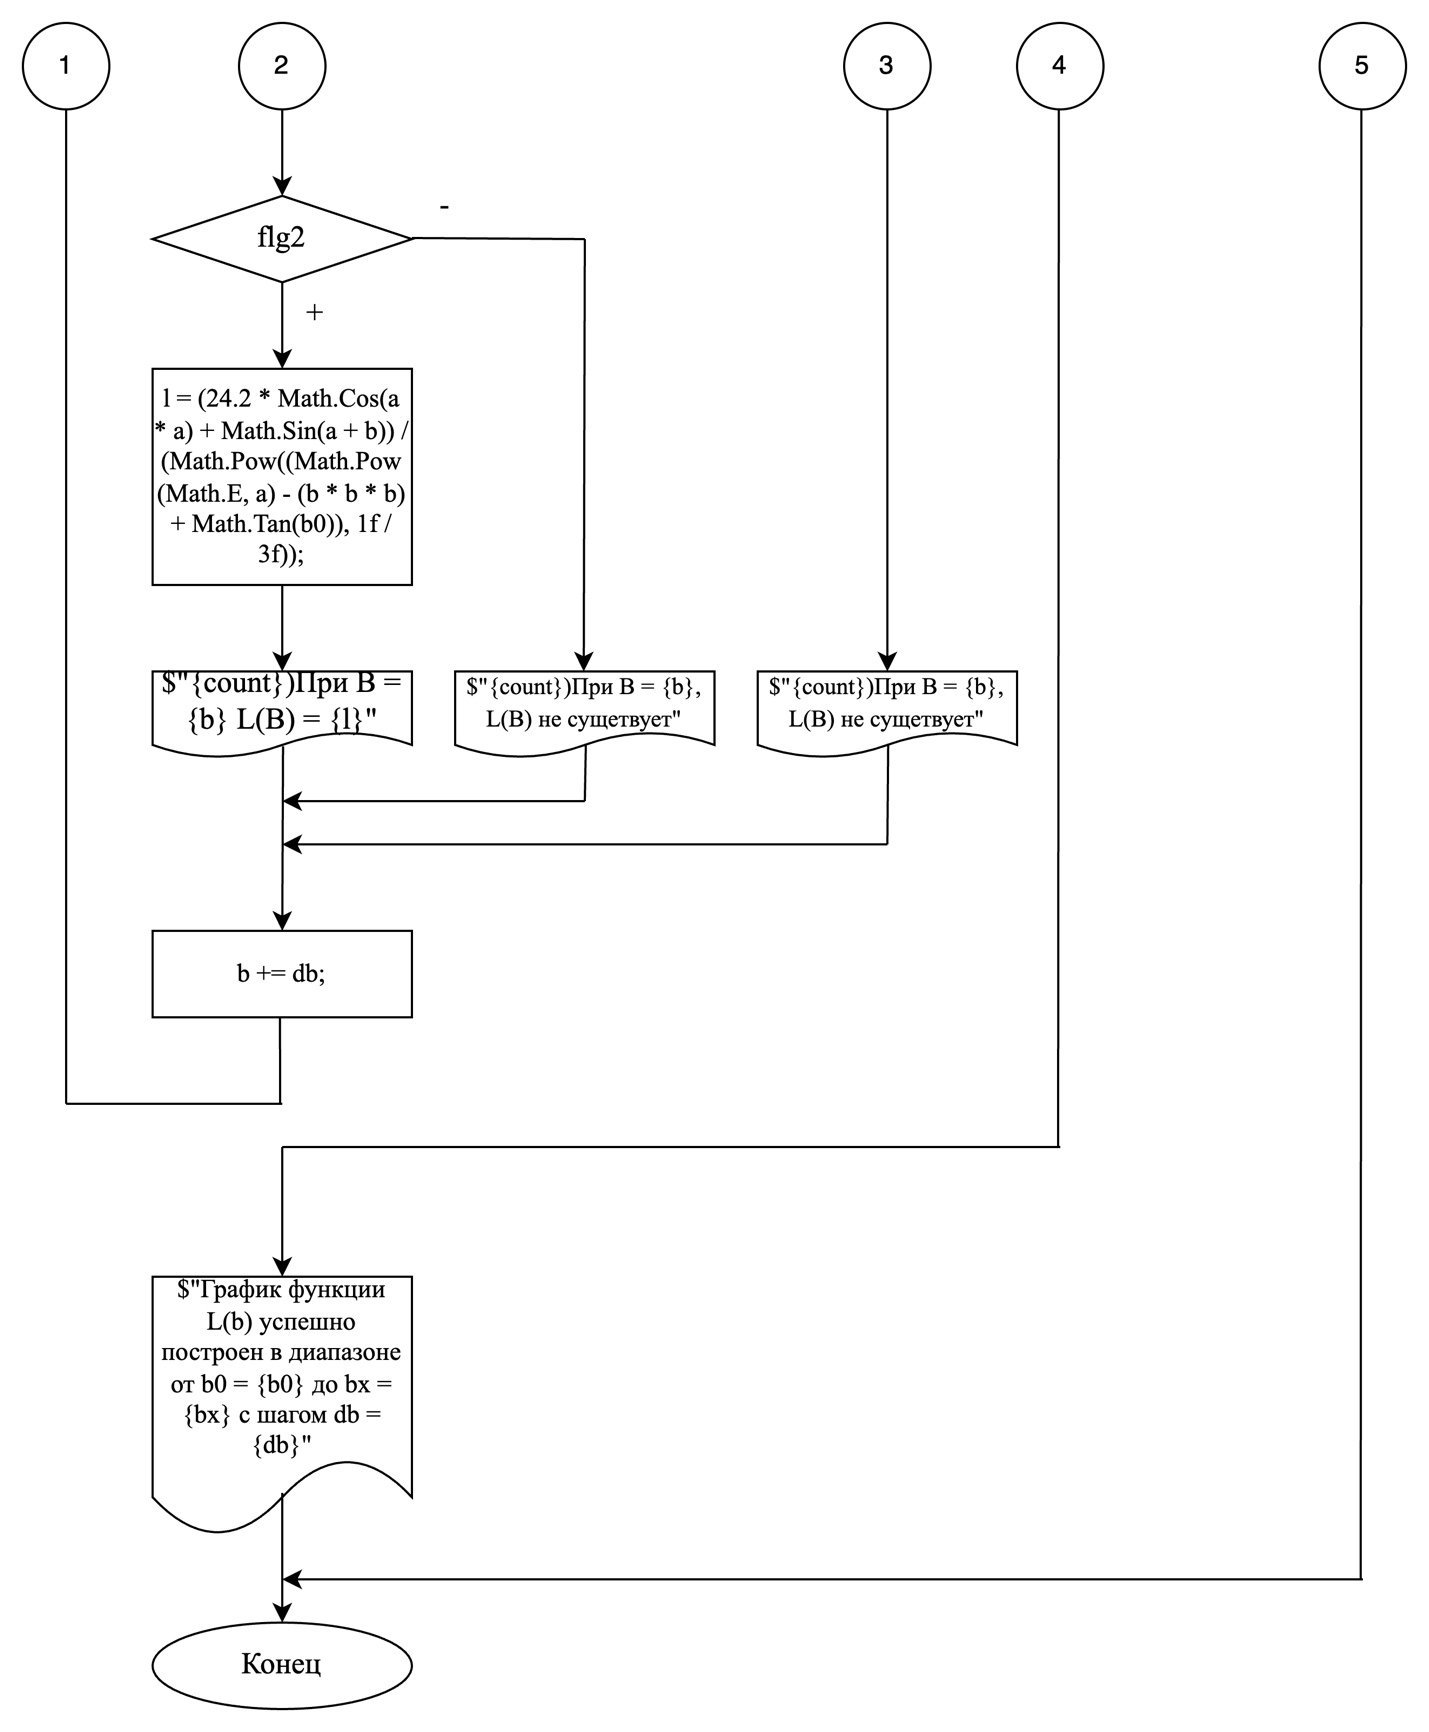 1
2
3
4
5
flg2
-
+
l = (24.2 * Math.Cos(a
* a) + Math.Sin(a + b)) /
(Math.Pow((Math.Pow
(Math.E, a) - (b * b * b)
+ Math.Tan(b0)), 1f /
3f));
$"{count})При B =
{b} L(B) = {l}"
$"{count})При B = {b},
L(B) не сущетвует"
$"{count})При B = {b},
L(B) не сущетвует"
b += db;
$"График функции
L(b) успешно
построен в диапазоне
от b0 = {b0} до bx =
{bx} с шагом db =
{db}"
Конец